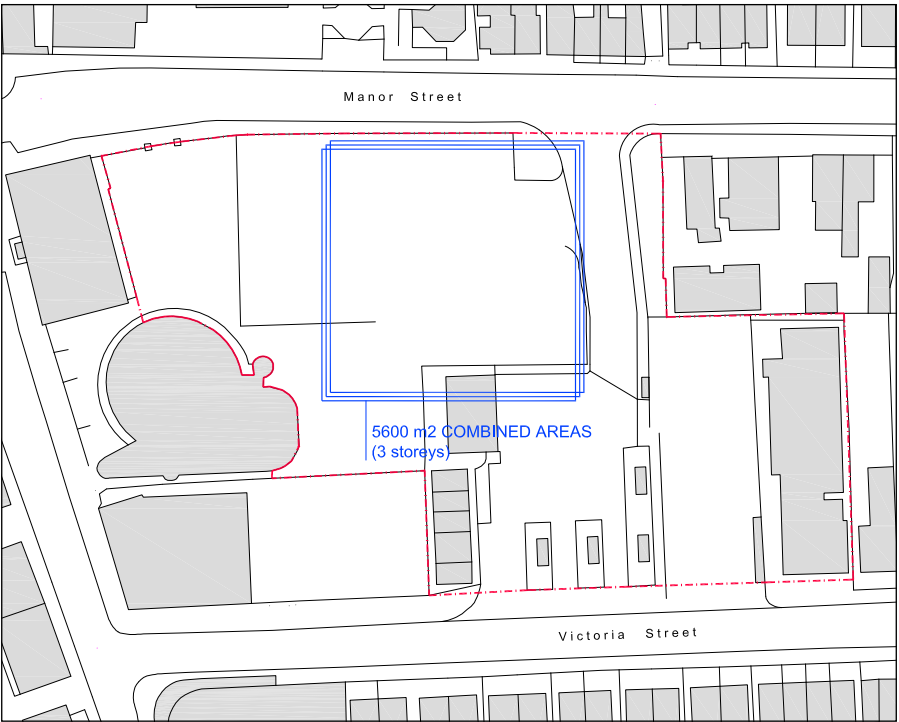 Manor Street
5600 m2 COMBINED AREAS
(3 storeys)
Victoria Street